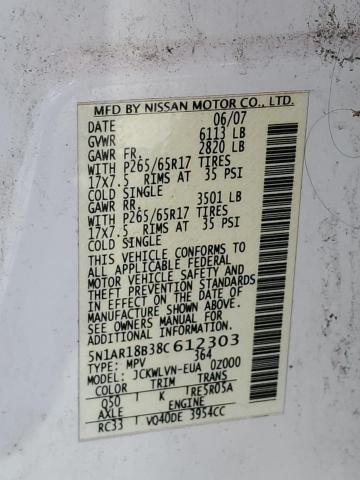 MFD BY NISSAN MOTOR CO., LTD.
DATE 06/07
GVWR 6113 LB
GAWR FR. 2820 LB
WITH P265/65R17 TIRES
17X7.5 RIMS AT 35 PSI
COLD SINGLE
GAWR RR. 3501 LB
WITH P265/65R17 TIRES
17X7.5 RIMS AT 35 PSI
COLD SINGLE
THIS VEHICLE CONFORMS TO
ALL APPLICABLE FEDERAL
MOTOR VEHICLE SAFETY AND
THEFT PREVENTION STANDARDS
IN EFFECT ON THE DATE OF
MANUFACTURE SHOWN ABOVE.
SEE OWNERS MANUAL FOR
ADDITIONAL INFO.
5N1AR18B38C612303
TYPE: MPV 364
MODEL: JCKWLVN-EUA 0Z000
COLOR TRIM TRANS
Q50 K RE5R05A
AXLE ENGINE
RC33 VQ40DE 3954CC